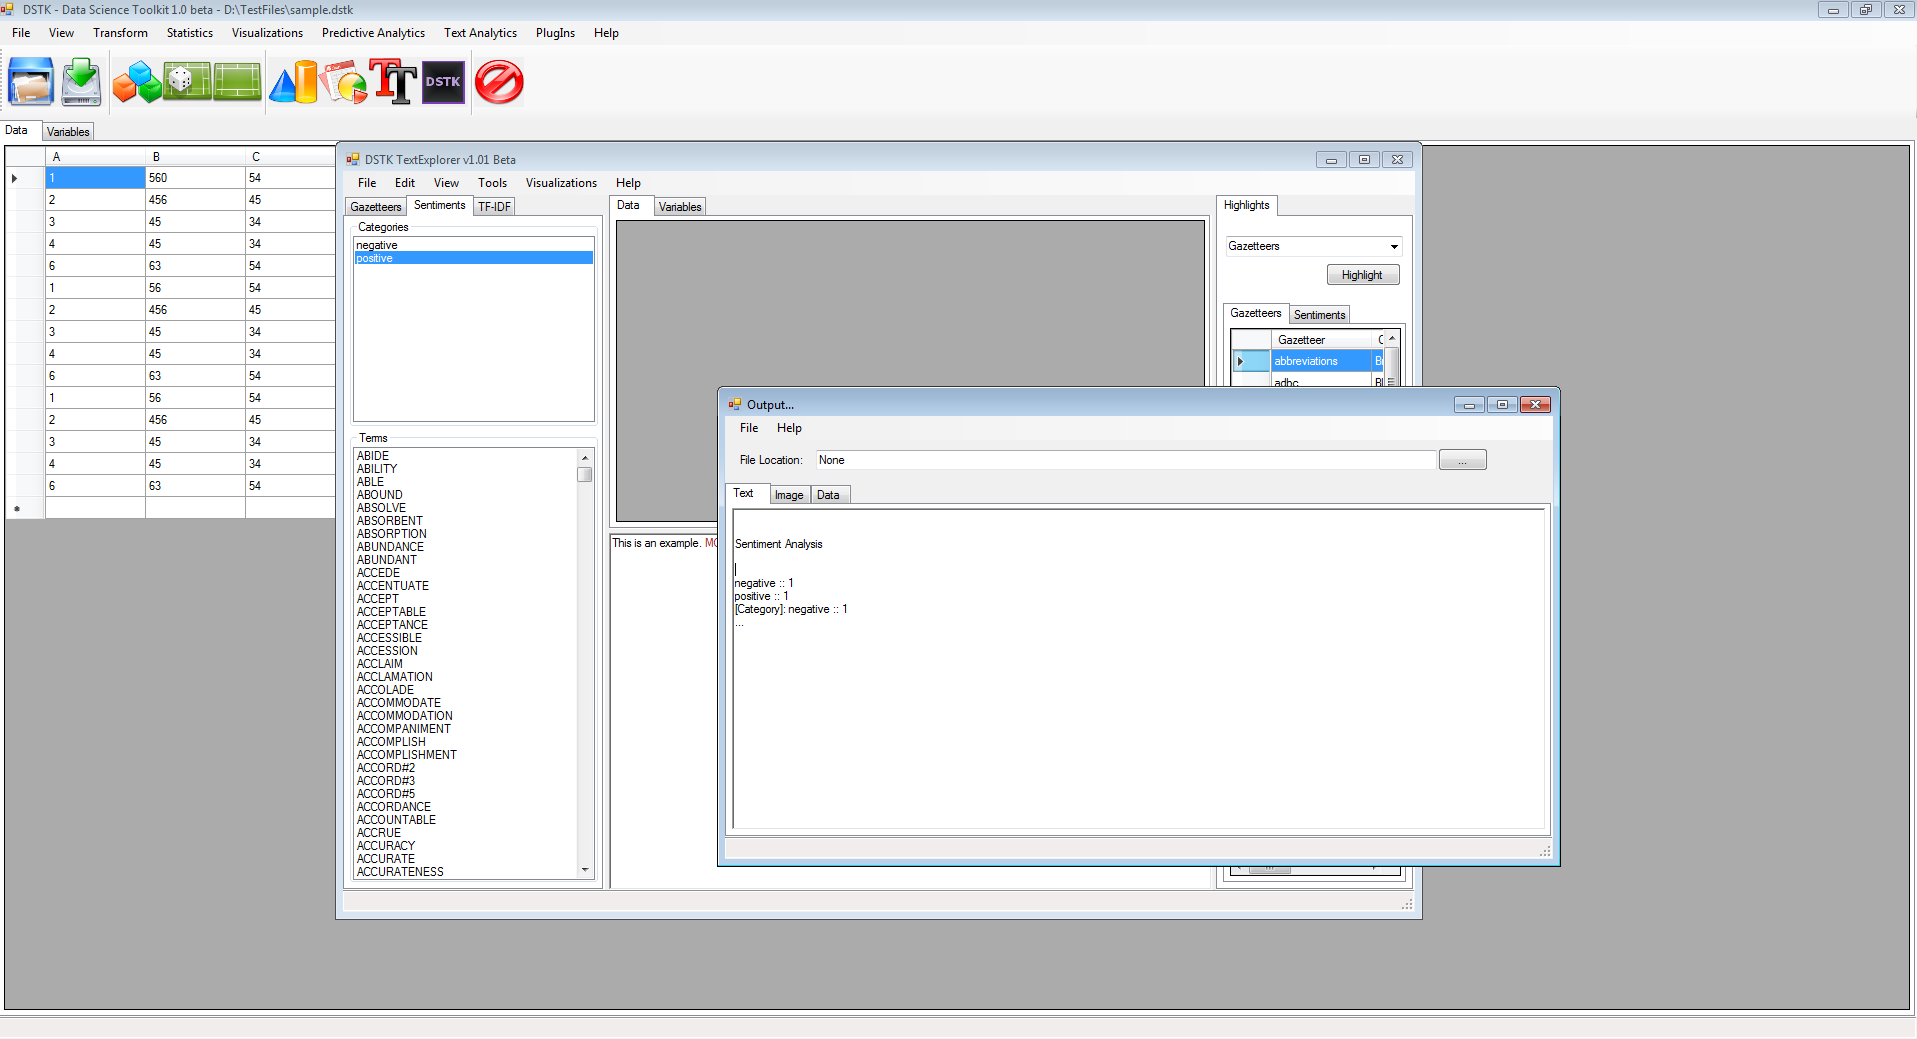 DSTK - Data Science Toolkit 1.0 beta - D:\TestFiles\sample.dstk
File View Transform Statistics Visualizations Predictive Analytics Text Analytics PlugIns Help
TT DSTK
Data Variables
A B C
1 560 54
2 456 45
3 45 34
4 45 34
6 63 54
1 56 54
2 456 45
3 45 34
4 45 34
6 63 54
1 56 54
2 456 45
3 45 34
4 45 34
6 63 54
DSTK TextExplorer v1.01 Beta
File Edit View Tools Visualizations Help
Gazetteers Sentiments TF-IDF
Categories
negative
positive
Terms
ABIDE
ABILITY
ABLE
ABOUND
ABSOLVE
ABSORBENT
ABSORPTION
ABUNDANCE
ABUNDANT
ACCEDE
ACCENTUATE
ACCEPT
ACCEPTABLE
ACCEPTANCE
ACCESSIBLE
ACCESSION
ACCLAIM
ACCLAMATION
ACCOLADE
ACCOMMODATE
ACCOMMODATION
ACCOMPANIMENT
ACCOMPLISH
ACCOMPLISHMENT
ACCORD#2
ACCORD#3
ACCORD#5
ACCORDANCE
ACCOUNTABLE
ACCRUE
ACCURACY
ACCURATE
ACCURATENESS
Data Variables
This is an example.
Highlights
Gazetteers
Highlight
Gazetteers Sentiments
Gazetteer
abbreviations
adbc
Output...
File Help
File Location: None ...
Text Image Data
Sentiment Analysis
negative :: 1
positive :: 1
[Category]: negative :: 1
...